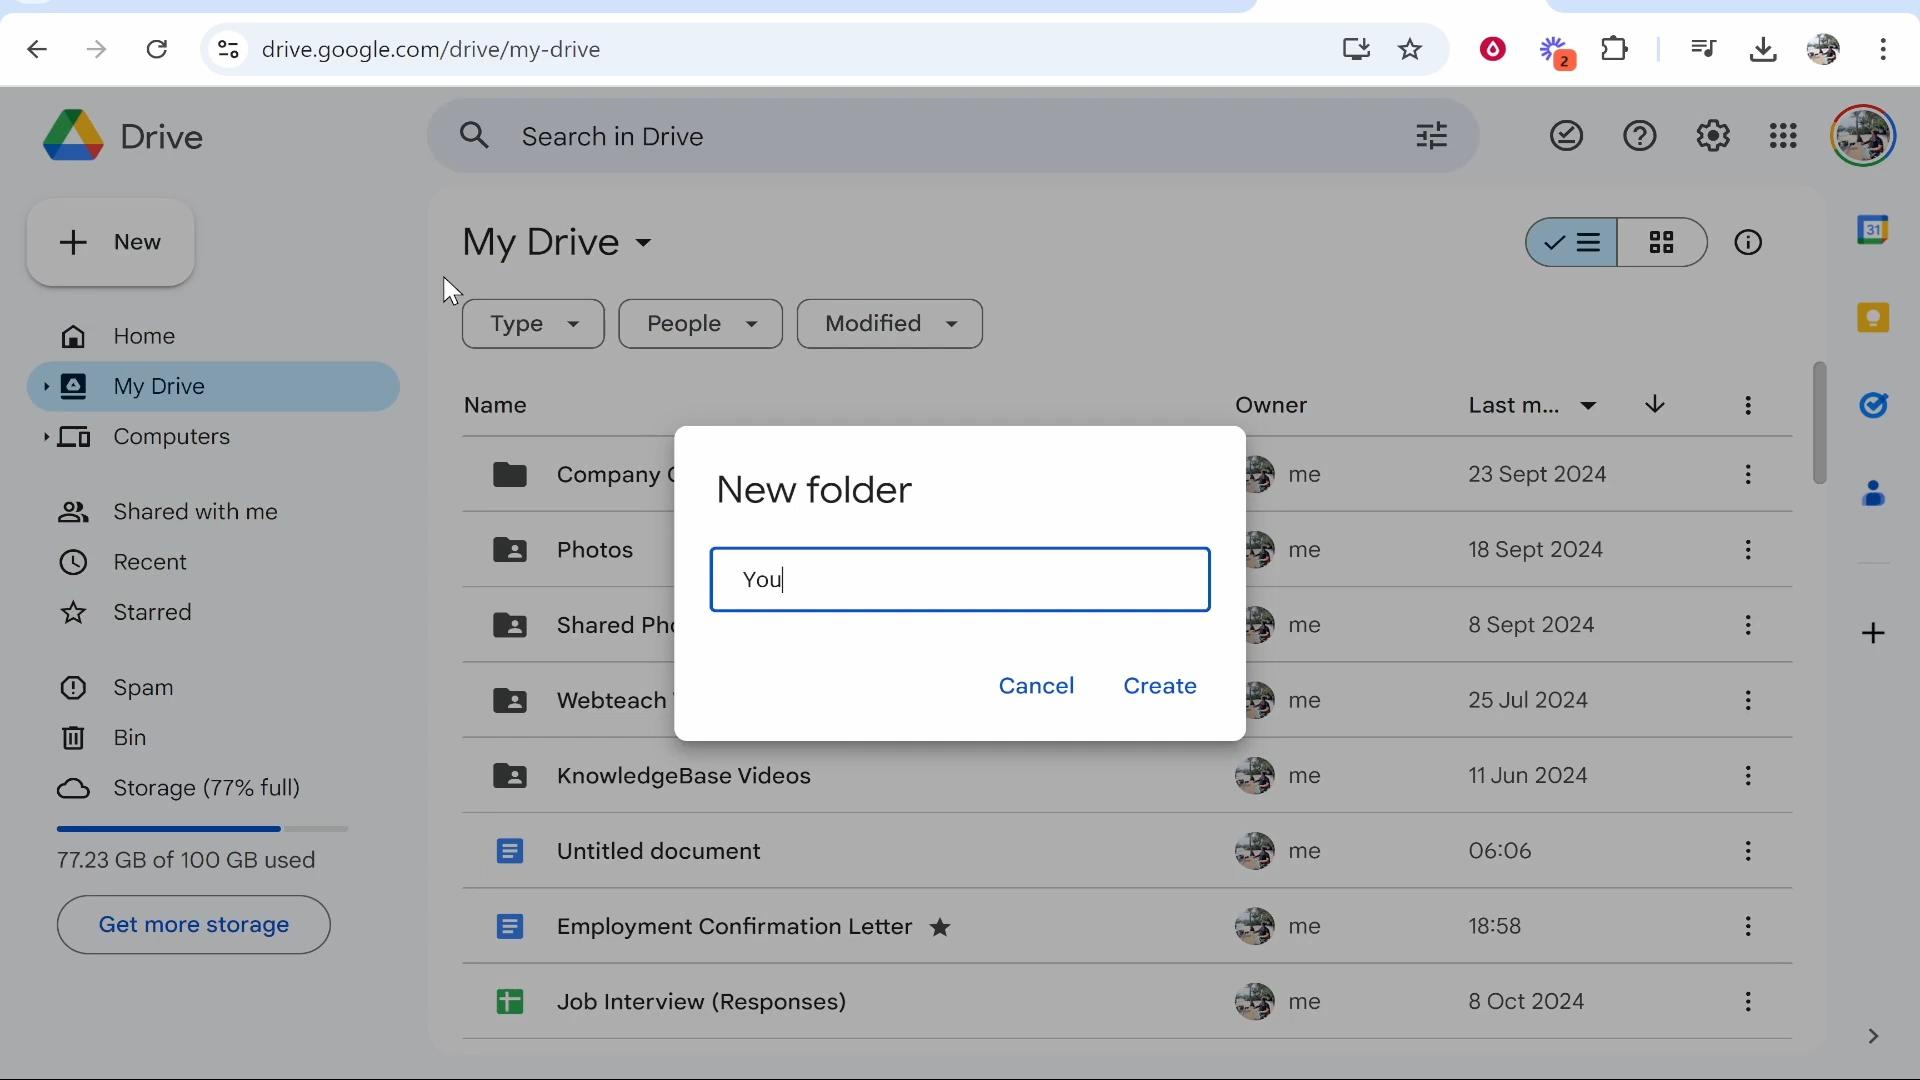 drive.google.com/drive/my-drive
2
Drive
Search in Drive
New
My Drive
31
Type
People
Modified
Home
My Drive
Computers
Shared with me
Recent
Starred
Spam
Bin
Storage (77% full)
77.23 GB of 100 GB used
Get more storage
Name
Owner
Last m...
Company
me
23 Sept 2024
Photos
me
18 Sept 2024
Shared
me
8 Sept 2024
Webteach
me
25 Jul 2024
KnowledgeBase Videos
me
11 Jun 2024
Untitled document
me
06:06
Employment Confirmation Letter
me
18:58
Job Interview (Responses)
me
8 Oct 2024
New folder
You
Cancel
Create